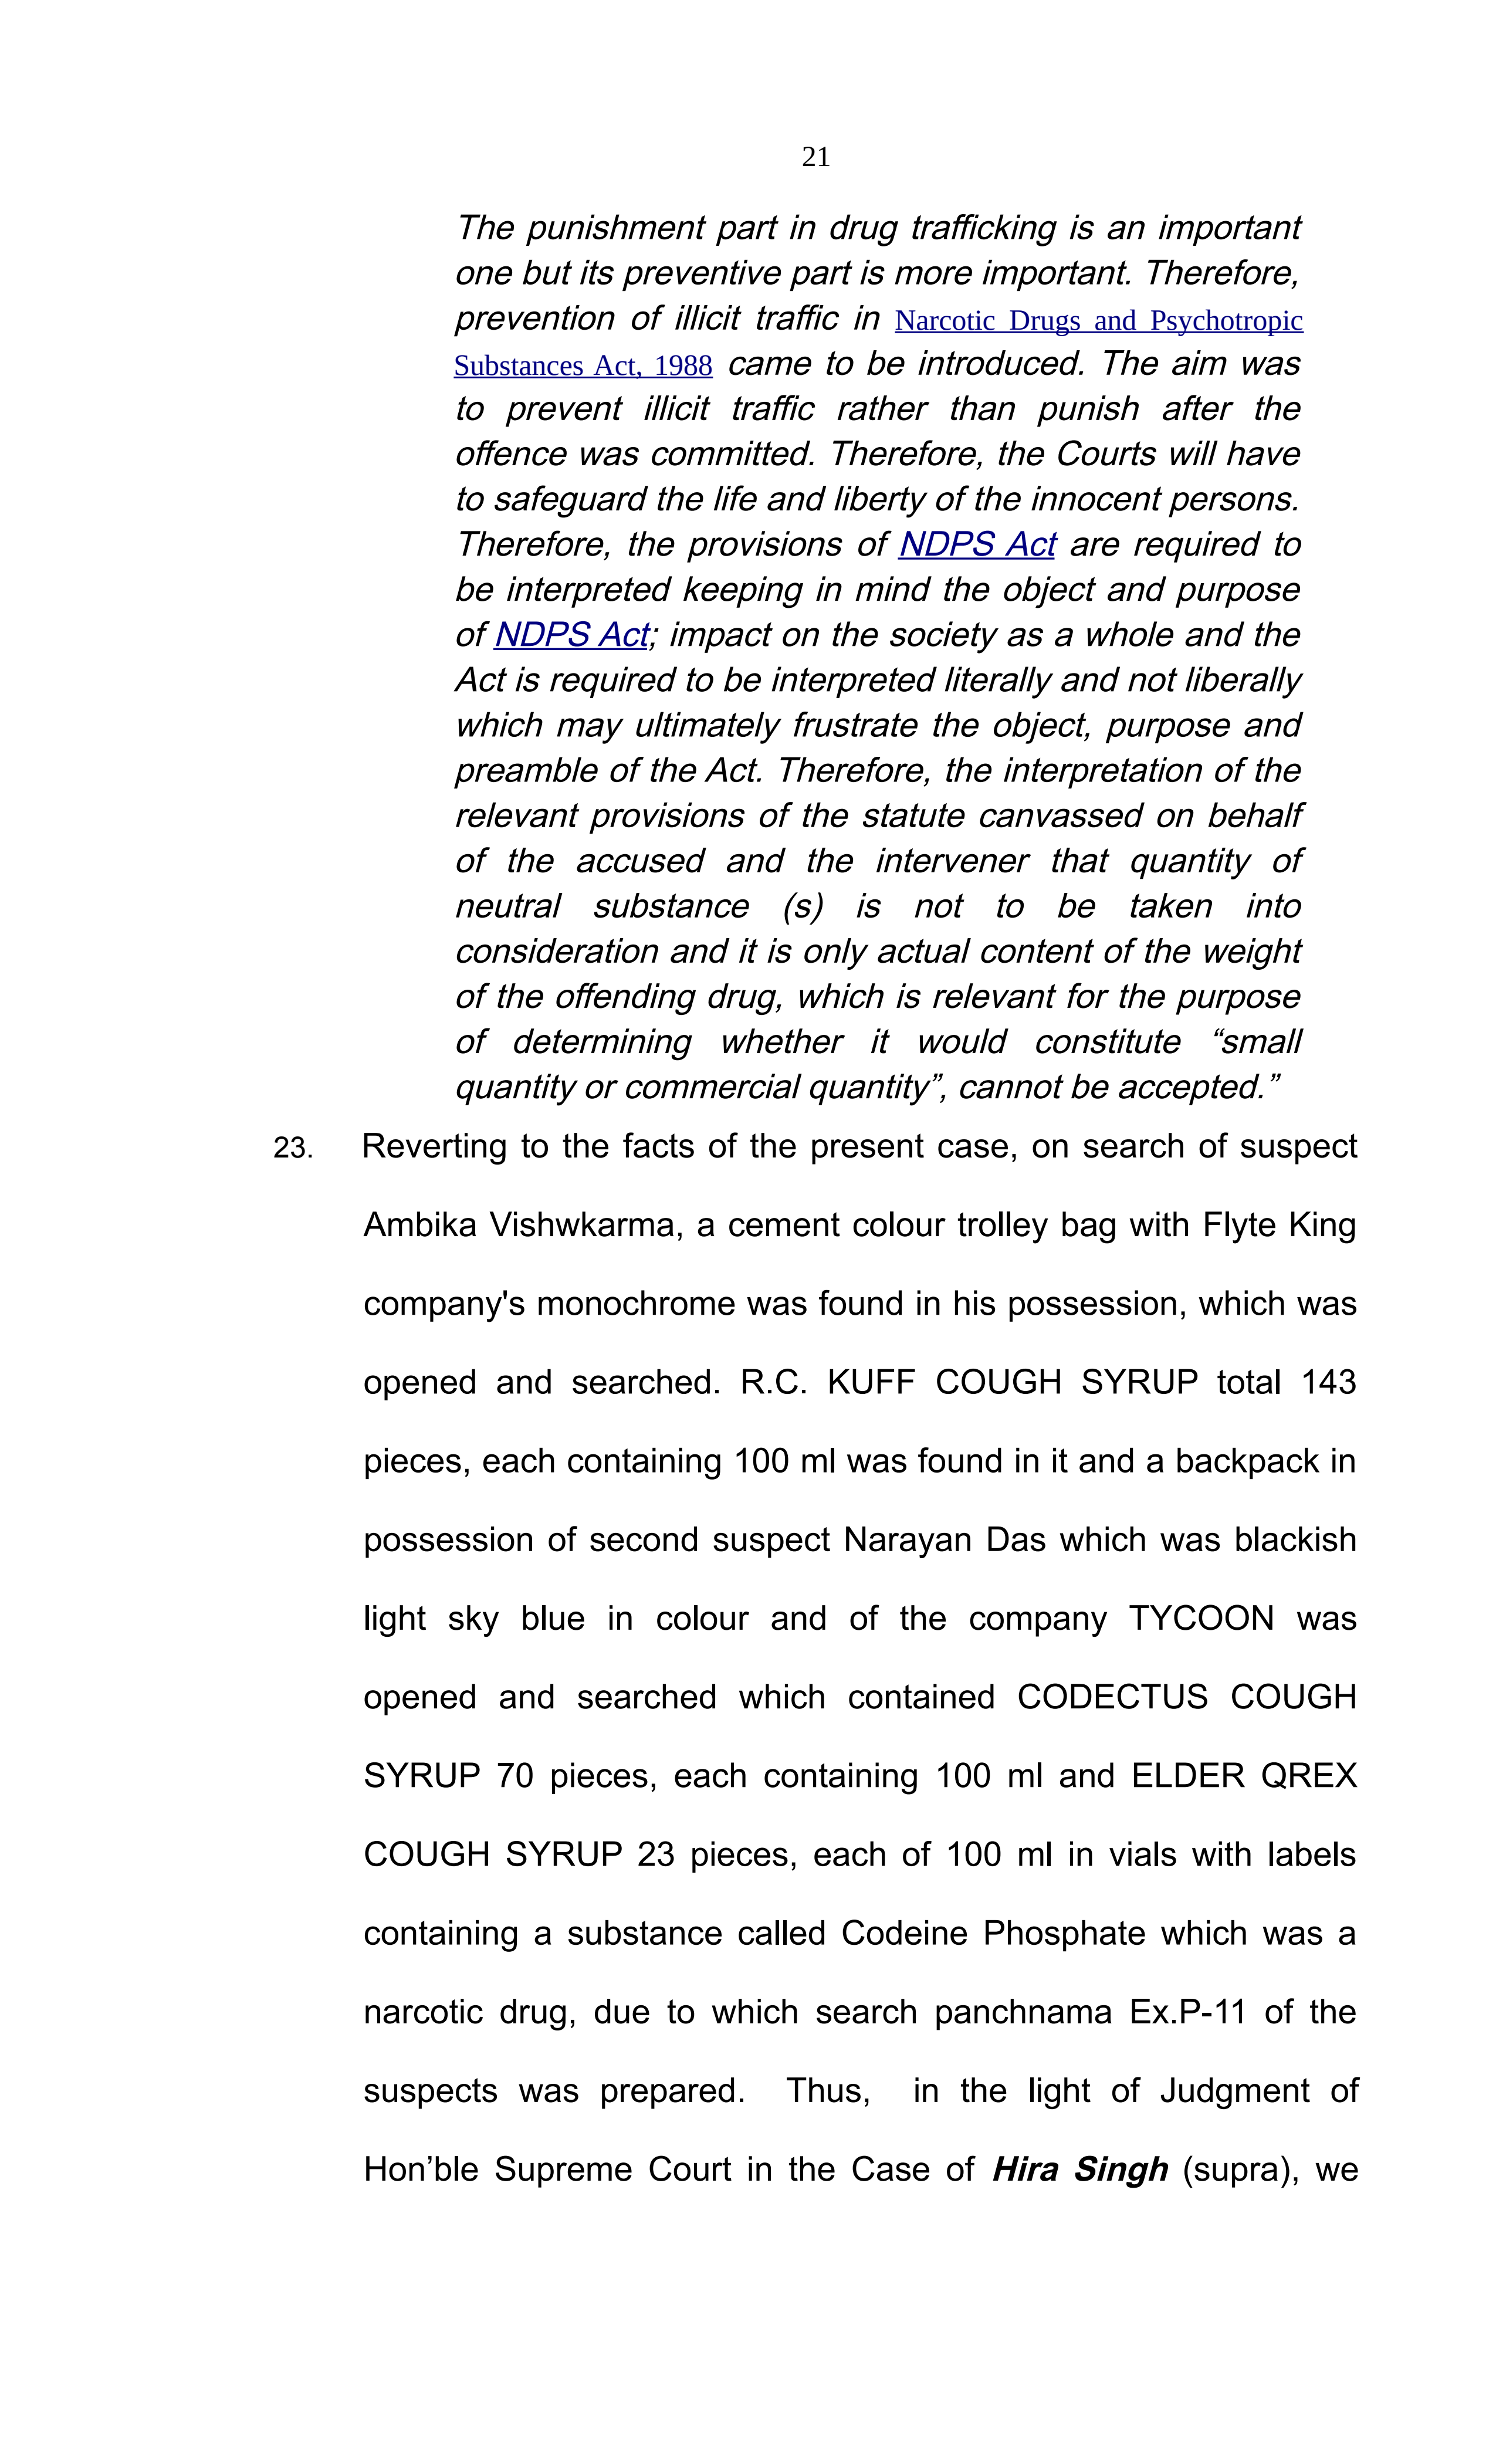 21
The punishment part in drug trafficking is an important
one but its preventive part is more important. Therefore,
prevention of illicit traffic in Narcotic Drugs and Psychotropic
Substances Act, 1988 came to be introduced. The aim was
to prevent illicit traffic rather than punish after the
offence was committed. Therefore, the Courts will have
to safeguard the life and liberty of the innocent persons.
Therefore, the provisions of NDPS Act are required to
be interpreted keeping in mind the object and purpose
of NDPS Act; impact on the society as a whole and the
Act is required to be interpreted literally and not liberally
which may ultimately frustrate the object, purpose and
preamble of the Act. Therefore, the interpretation of the
relevant provisions of the statute canvassed on behalf
of the accused and the intervener that quantity of
neutral substance (s) is not to be taken into
consideration and it is only actual content of the weight
of the offending drug, which is relevant for the purpose
of determining whether it would constitute “small
quantity or commercial quantity”, cannot be accepted.”
23. Reverting to the facts of the present case, on search of suspect
Ambika Vishwkarma, a cement colour trolley bag with Flyte King
company's monochrome was found in his possession, which was
opened and searched. R.C. KUFF COUGH SYRUP total 143
pieces, each containing 100 ml was found in it and a backpack in
possession of second suspect Narayan Das which was blackish
light sky blue in colour and of the company TYCOON was
opened and searched which contained CODECTUS COUGH
SYRUP 70 pieces, each containing 100 ml and ELDER QREX
COUGH SYRUP 23 pieces, each of 100 ml in vials with labels
containing a substance called Codeine Phosphate which was a
narcotic drug, due to which search panchnama Ex.P-11 of the
suspects was prepared. Thus, in the light of Judgment of
Hon’ble Supreme Court in the Case of Hira Singh (supra), we